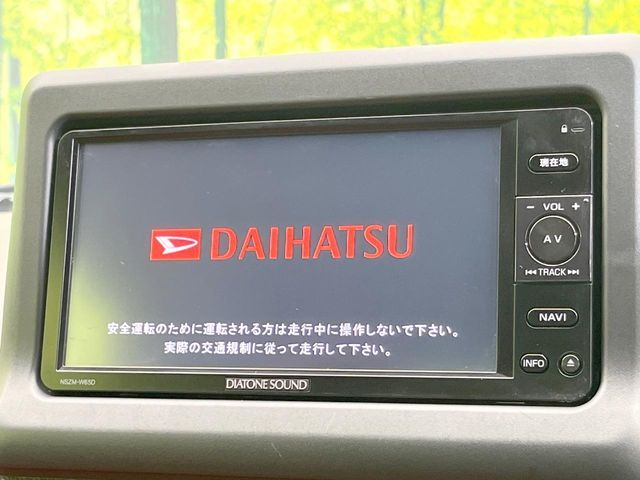 現在地
− VOL +
AV
⏮ TRACK ⏭
DAIHATSU
NAVI
安全運転のために運転される方は走行中に操作しないで下さい。
実際の交通規制に従って走行して下さい。
INFO
NSZM-W65D
DIATONE SOUND